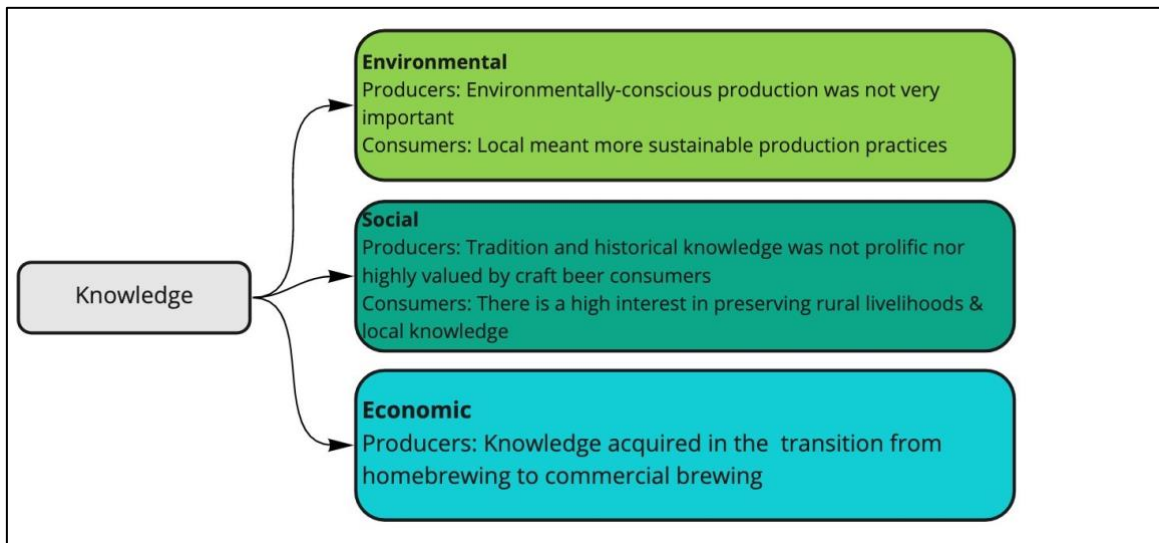 Environmental
Producers: Environmentally-conscious production was not very
important
Consumers: Local meant more sustainable production practices
Social
Producers: Tradition and historical knowledge was not prolific nor
highly valued by craft beer consumers
Consumers: There is a high interest in preserving rural livelihoods &
local knowledge
Knowledge
Economic
Producers: Knowledge acquired in the transition from
homebrewing to commercial brewing